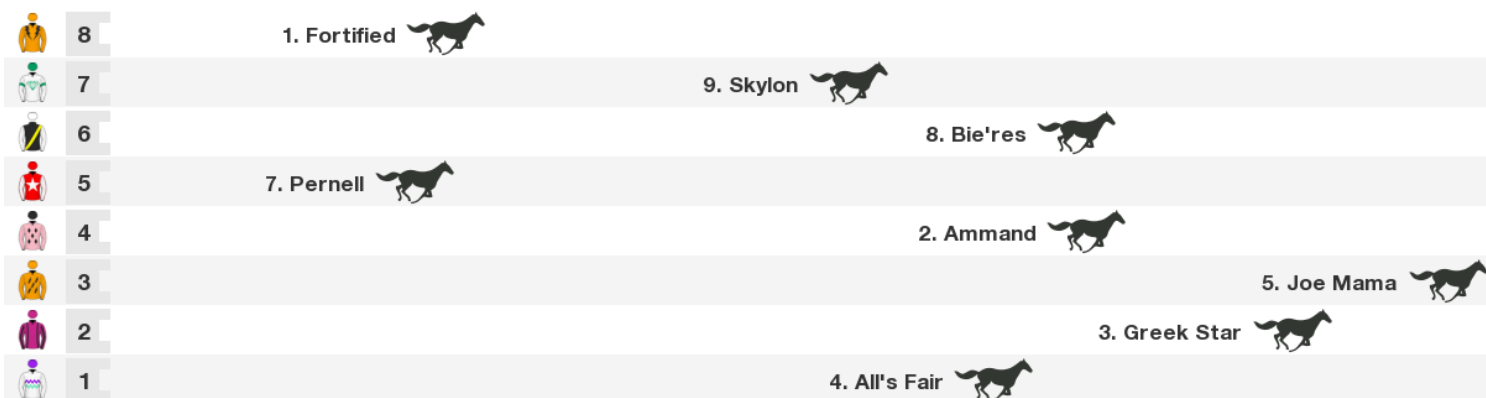 8 1. Fortified
7 9. Skylon
6 8. Bie'res
5 7. Pernell
4 2. Ammand
3 5. Joe Mama
2 3. Greek Star
1 4. All's Fair